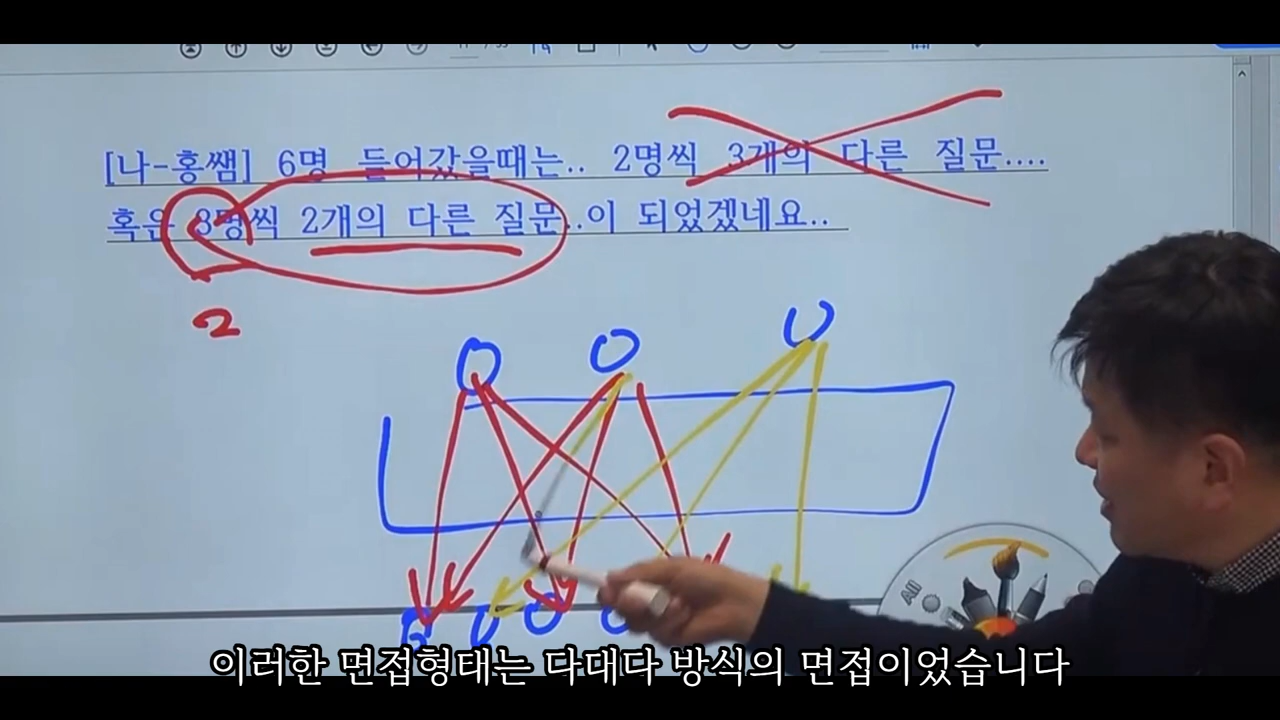 [나-홍쌤] 6명 들어갔을때는.. 2명씩 3개의 다른 질문....
혹은 3명씩 2개의 다른 질문..이 되었겠네요..
2
All
이러한 면접형태는 다대다 방식의 면접이었습니다